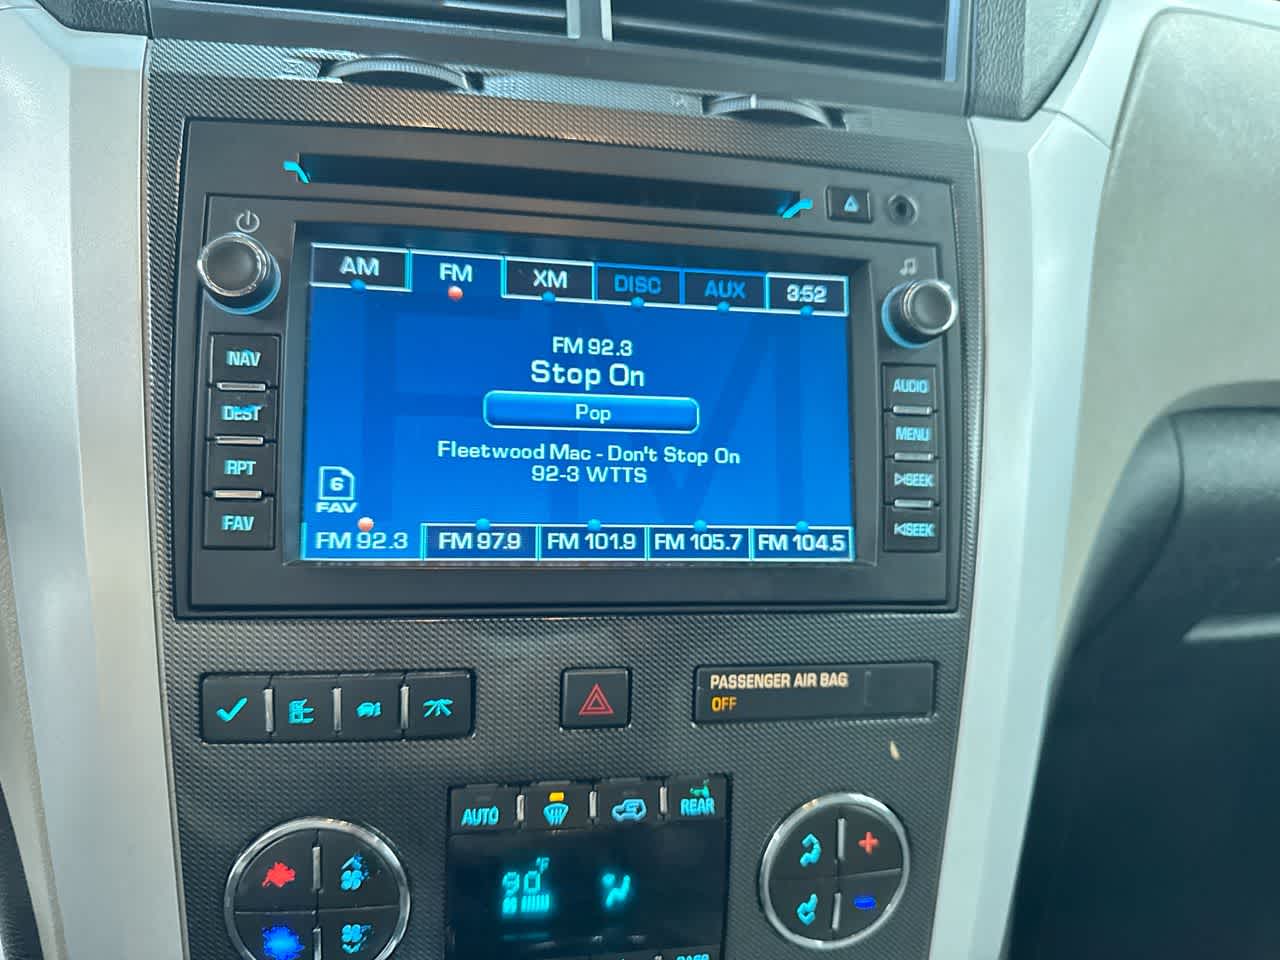 AM FM XM DISC AUX 3:52
FM 92.3
Stop On
Pop
Fleetwood Mac - Don't Stop On
92-3 WTTS
6
FAV
FM 92.3 FM 97.9 FM 101.9 FM 105.7 FM 104.5
NAV
DEST
RPT
FAV
AUDIO
MENU
SEEK
SEEK
PASSENGER AIR BAG
OFF
AUTO REAR
90 °F